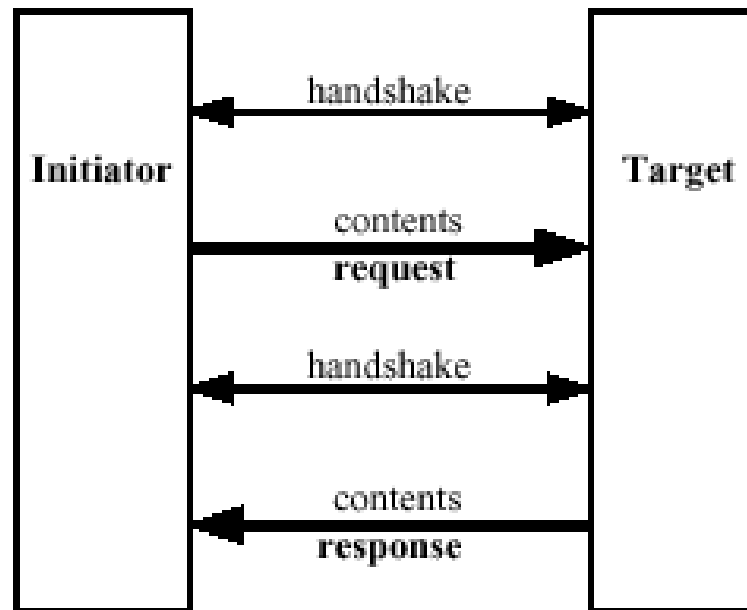 handshake
Initiator
Target
contents
request
handshake
contents
response